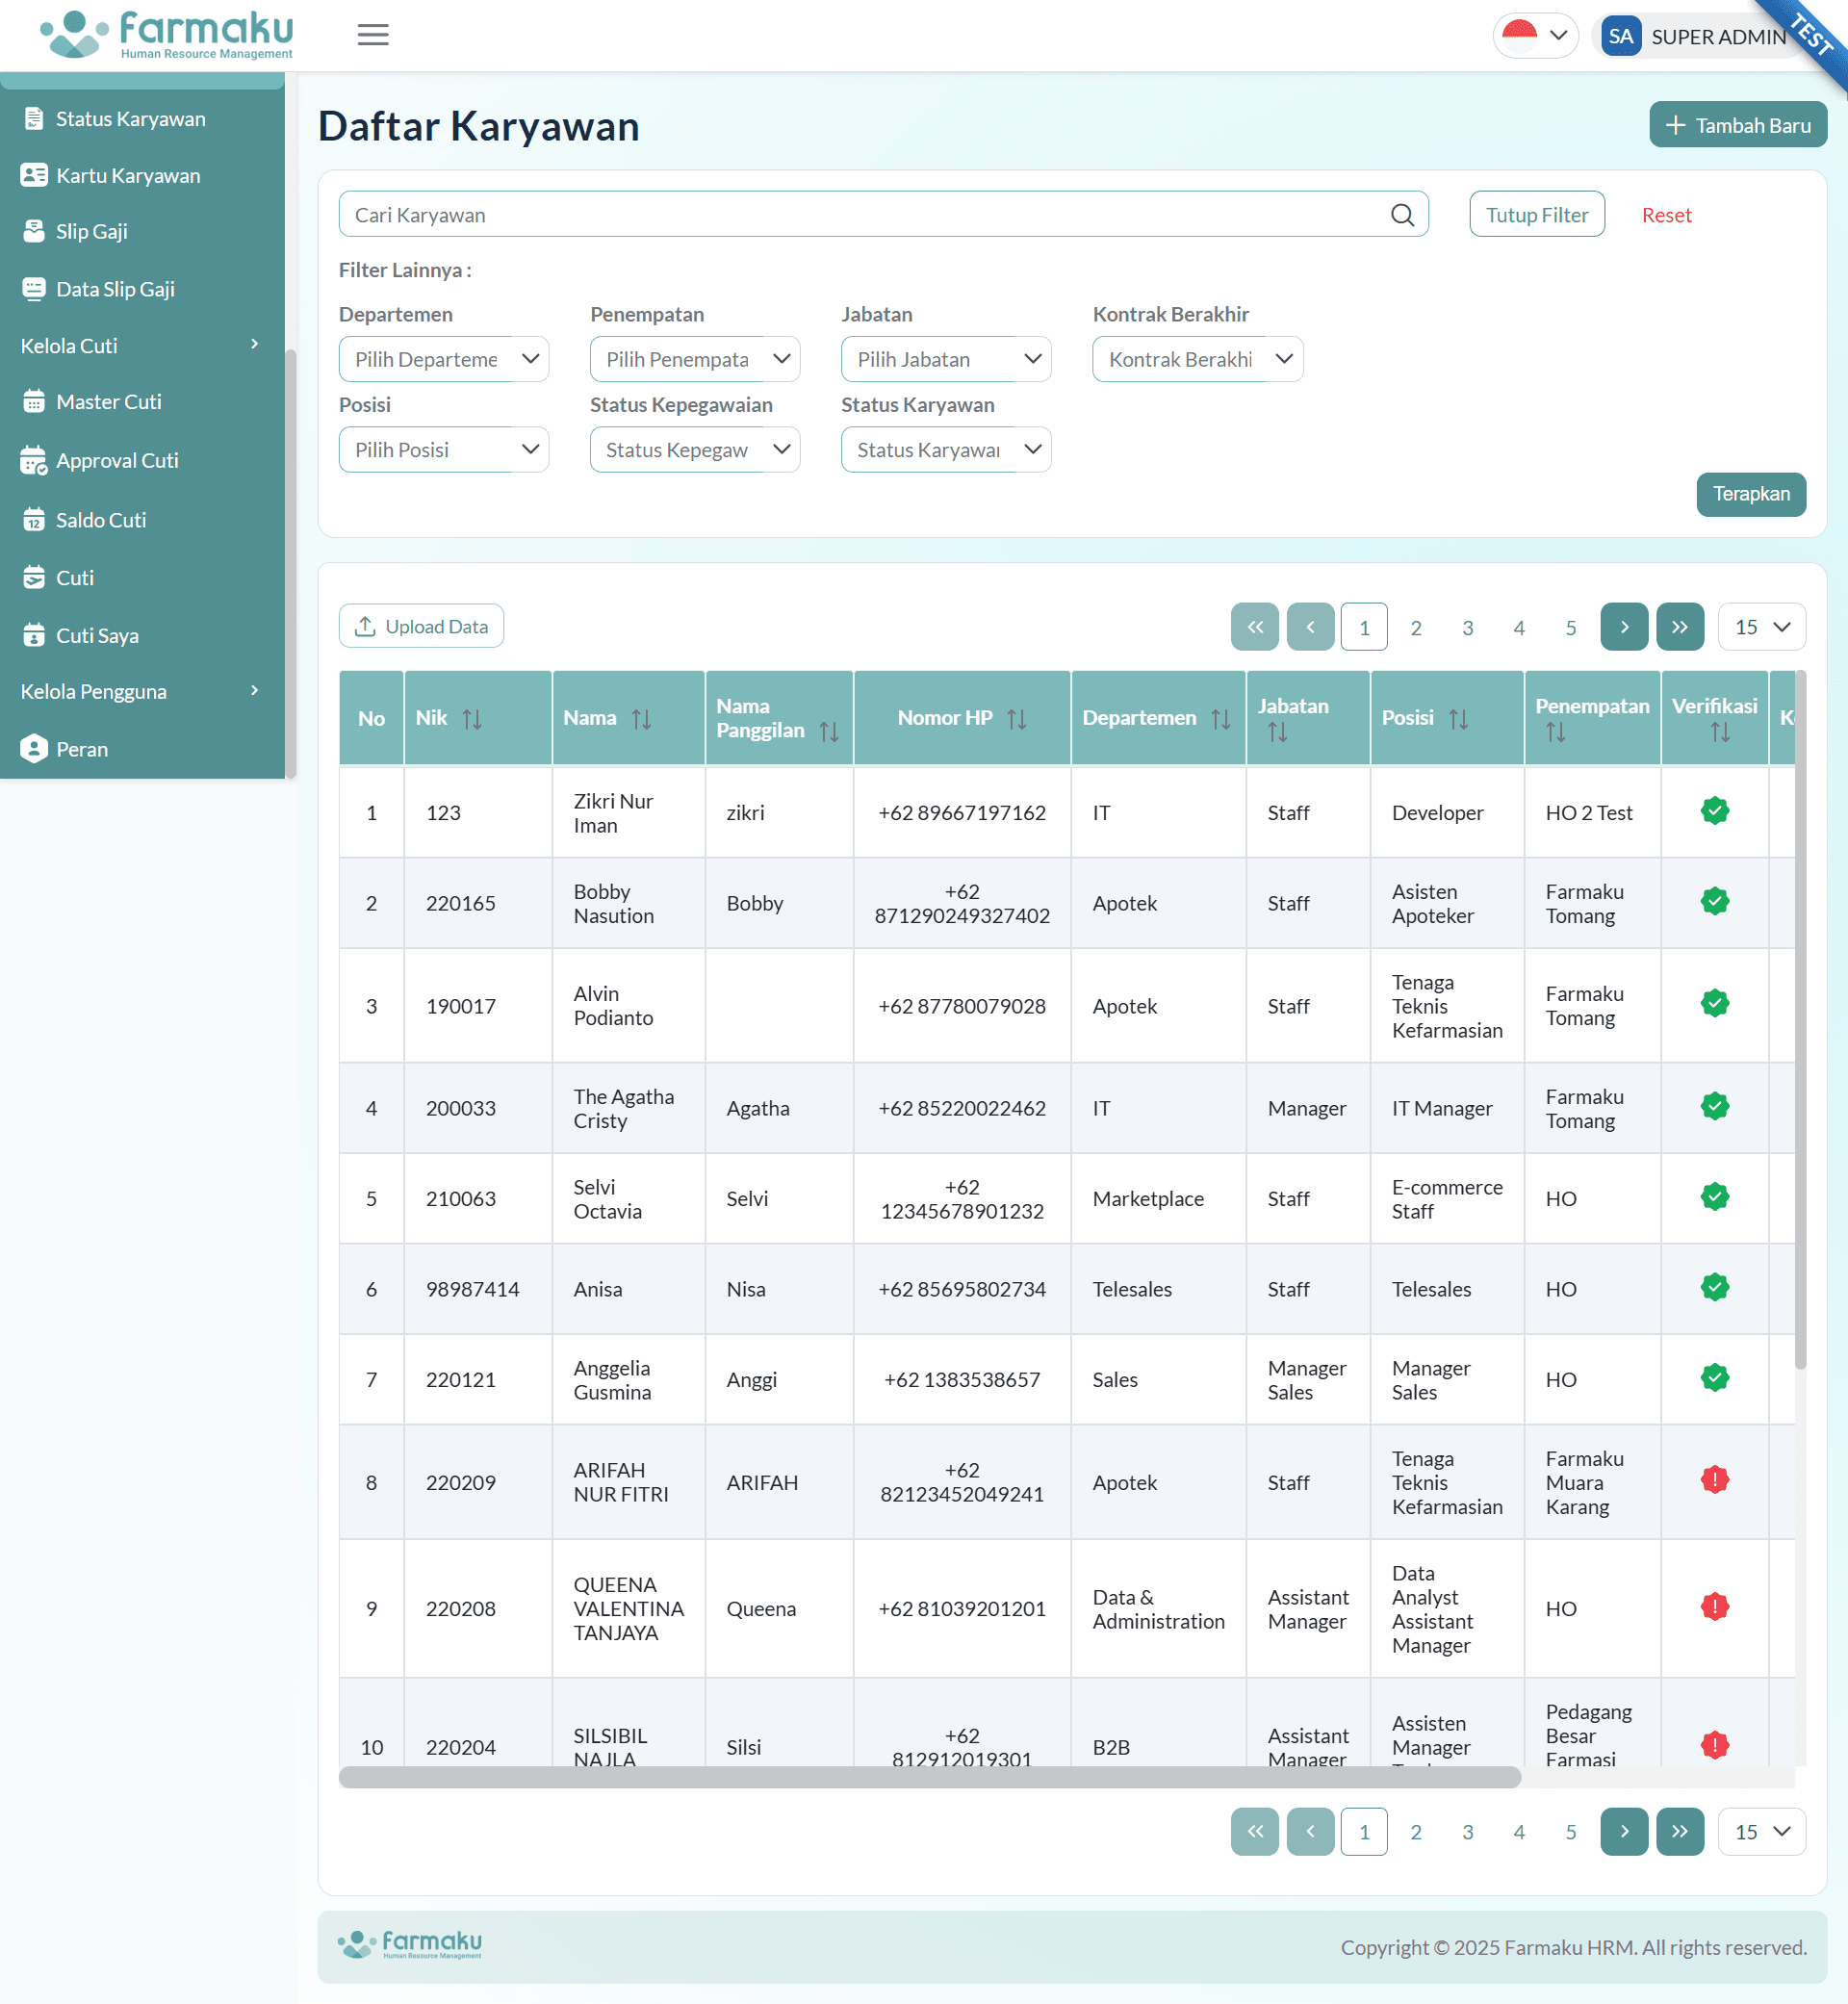 farmaku
Human Resource Management
SA SUPER ADMIN
TEST
Status Karyawan
Kartu Karyawan
Slip Gaji
Data Slip Gaji
Kelola Cuti
Master Cuti
Approval Cuti
12 Saldo Cuti
Cuti
Cuti Saya
Kelola Pengguna
Peran
Daftar Karyawan
Tambah Baru
Cari Karyawan
Tutup Filter
Reset
Filter Lainnya :
Departemen Penempatan Jabatan Kontrak Berakhir
Pilih Departeme Pilih Penempata Pilih Jabatan Kontrak Berakhi
Posisi Status Kepegawaian Status Karyawan
Pilih Posisi Status Kepegaw Status Karyawa
Terapkan
Upload Data
1 2 3 4 5 15
No Nik Nama Nama Panggilan Nomor HP Departemen Jabatan Posisi Penempatan Verifikasi
1 123 Zikri Nur Iman zikri +62 89667197162 IT Staff Developer HO 2 Test
2 220165 Bobby Nasution Bobby +62 871290249327402 Apotek Staff Asisten Apoteker Farmaku Tomang
3 190017 Alvin Podianto +62 87780079028 Apotek Staff Tenaga Teknis Kefarmasian Farmaku Tomang
4 200033 The Agatha Cristy Agatha +62 85220022462 IT Manager IT Manager Farmaku Tomang
5 210063 Selvi Octavia Selvi +62 12345678901232 Marketplace Staff E-commerce Staff HO
6 98987414 Anisa Nisa +62 85695802734 Telesales Staff Telesales HO
7 220121 Anggelia Gusmina Anggi +62 1383538657 Sales Manager Sales Manager Sales HO
8 220209 ARIFAH NUR FITRI ARIFAH +62 82123452049241 Apotek Staff Tenaga Teknis Kefarmasian Farmaku Muara Karang
9 220208 QUEENA VALENTINA TANJAYA Queena +62 81039201201 Data & Administration Assistant Manager Data Analyst Assistant Manager HO
10 220204 SILSIBIL NAJLA Silsi +62 812912019301 B2B Assistant Manager Assisten Manager Pedagang Besar Farmasi
1 2 3 4 5 15
farmaku
Human Resource Management
Copyright © 2025 Farmaku HRM. All rights reserved.